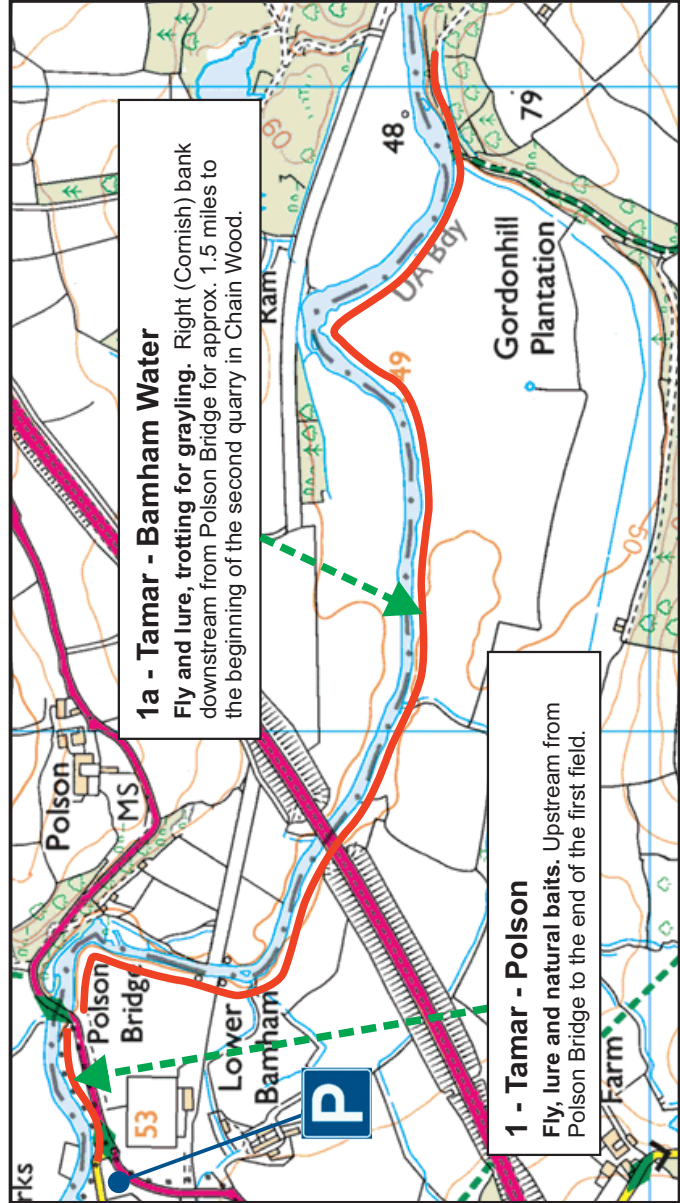 1a - Tamar - Bamham Water
Fly and lure, trotting for grayling. Right (Cornish) bank
downstream from Polson Bridge for approx. 1.5 miles to
the beginning of the second quarry in Chain Wood.
1 - Tamar - Polson
Fly, lure and natural baits. Upstream from
Polson Bridge to the end of the first field.
rks
Polson
MS
Polson
Bridge
53
Lower
Bamham
P
Farm
Ram
60
48
79
UA Bdy
49
Gordonhill
Plantation
50